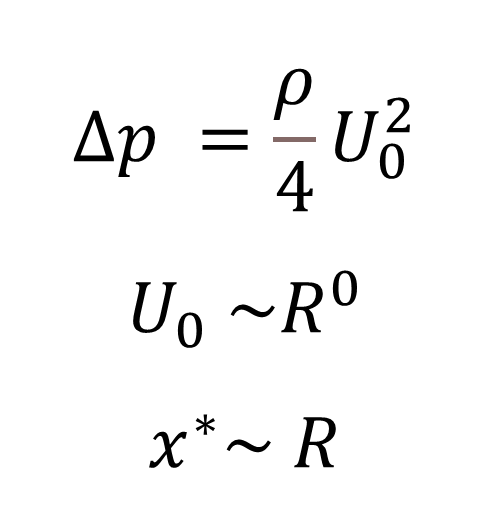 Δp = ρ/4 U₀²
U₀ ~R⁰
x*~ R